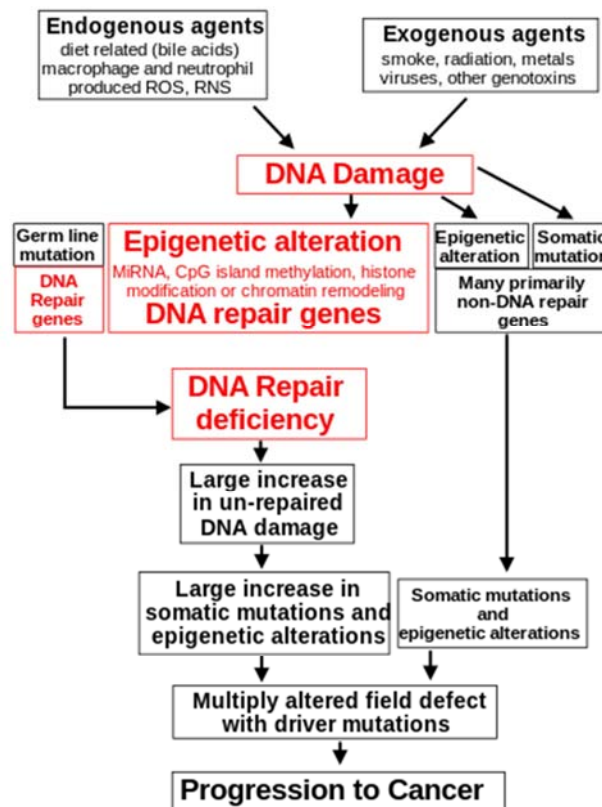 Endogenous agents
diet related (bile acids)
macrophage and neutrophil
produced ROS, RNS
Exogenous agents
smoke, radiation, metals
viruses, other genotoxins
DNA Damage
Germ line
mutation
DNA
Repair
genes
Epigenetic alteration
MiRNA, CpG island methylation, histone
modification or chromatin remodeling
DNA repair genes
Epigenetic
alteration
Somatic
mutation
Many primarily
non-DNA repair
genes
DNA Repair
deficiency
Large increase
in un-repaired
DNA damage
Large increase in
somatic mutations and
epigenetic alterations
Somatic mutations
and
epigenetic alterations
Multiply altered field defect
with driver mutations
Progression to Cancer